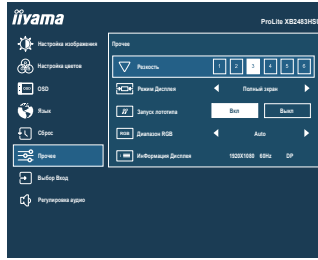 iiyama
ProLite XB2483HSU
Настройка изображения
Прочее
Настройка цветов
Резкость
1 2 3 4 5 6
OSD
Режим Дисплея
Полный экран
Язык
Запуск логотипа
Вкл
Выкл
Сброс
RGB
Диапазон RGB
Auto
Прочее
Информация Дисплея
1920X1080 60Hz DP
Выбор Вход
Регулировка аудио